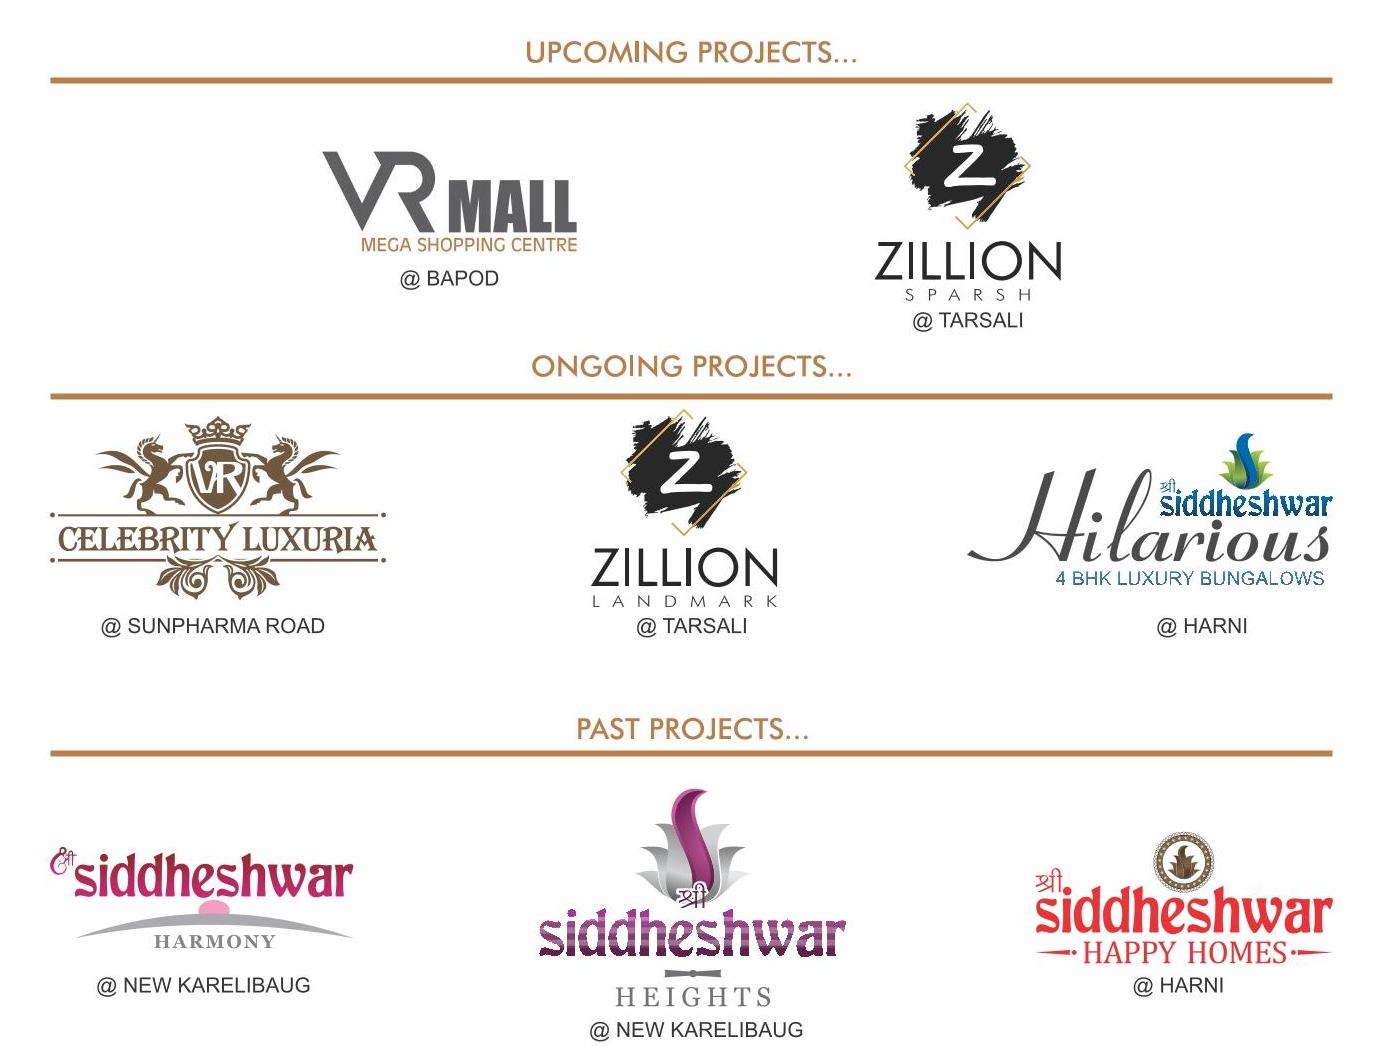 UPCOMING PROJECTS...
VR MALL
MEGA SHOPPING CENTRE
@ BAPOD
Z
ZILLION
SPARSH
@ TARSALI
ONGOING PROJECTS...
VR
CELEBRITY LUXURIA
@ SUNPHARMA ROAD
Z
ZILLION
LANDMARK
@ TARSALI
श्री siddheshwar
Hilarious
4 BHK LUXURY BUNGALOWS
@ HARNI
PAST PROJECTS...
श्री siddheshwar
HARMONY
@ NEW KARELIBAUG
श्री
siddheshwar
HEIGHTS
@ NEW KARELIBAUG
श्री
siddheshwar
HAPPY HOMES
@ HARNI